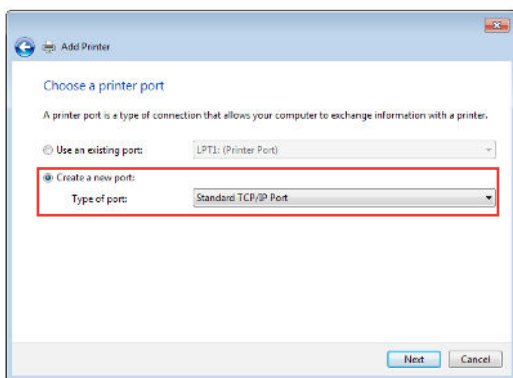 Add Printer
Choose a printer port
A printer port is a type of connection that allows your computer to exchange information with a printer.
Use an existing port: LPT1: (Printer Port)
Create a new port:
Type of port: Standard TCP/IP Port
Next Cancel